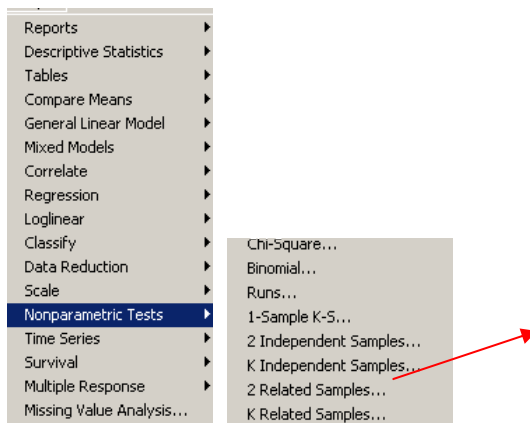 Reports
Descriptive Statistics
Tables
Compare Means
General Linear Model
Mixed Models
Correlate
Regression
Loglinear
Classify
Data Reduction
Scale
Nonparametric Tests
Time Series
Survival
Multiple Response
Missing Value Analysis...
Chi-Square...
Binomial...
Runs...
1-Sample K-S...
2 Independent Samples...
K Independent Samples...
2 Related Samples...
K Related Samples...